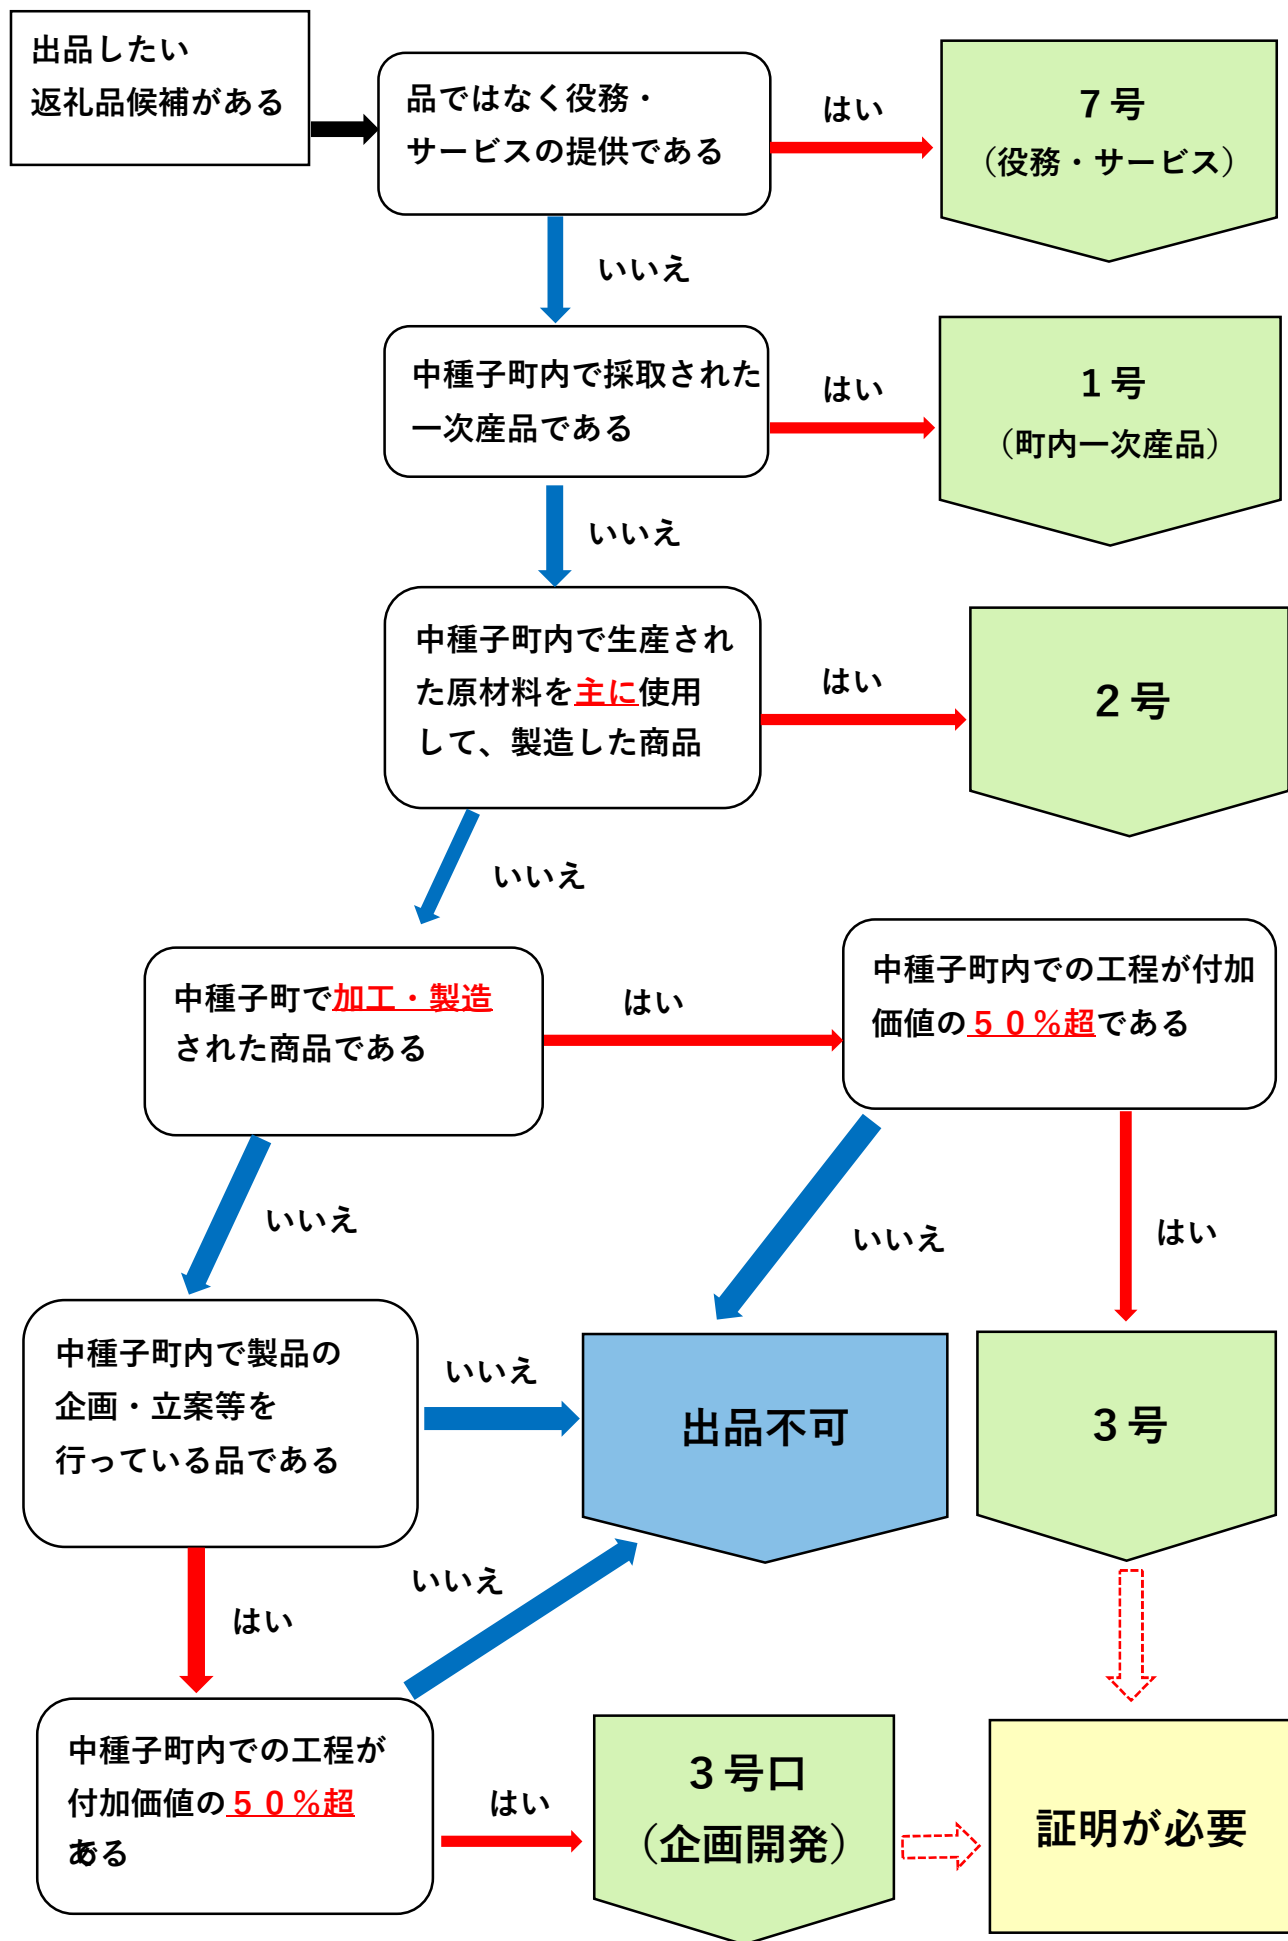 出品したい
返礼品候補がある
品ではなく役務・
サービスの提供である
はい
７号
（役務・サービス）
いいえ
中種子町内で採取された
一次産品である
はい
１号
（町内一次産品）
いいえ
中種子町内で生産され
た原材料を主に使用
して、製造した商品
はい
２号
いいえ
中種子町で加工・製造
された商品である
はい
中種子町内での工程が付加
価値の５０％超である
いいえ
いいえ
はい
中種子町内で製品の
企画・立案等を
行っている品である
いいえ
出品不可
３号
はい
いいえ
中種子町内での工程が
付加価値の５０％超
である
はい
３号ロ
（企画開発）
証明が必要